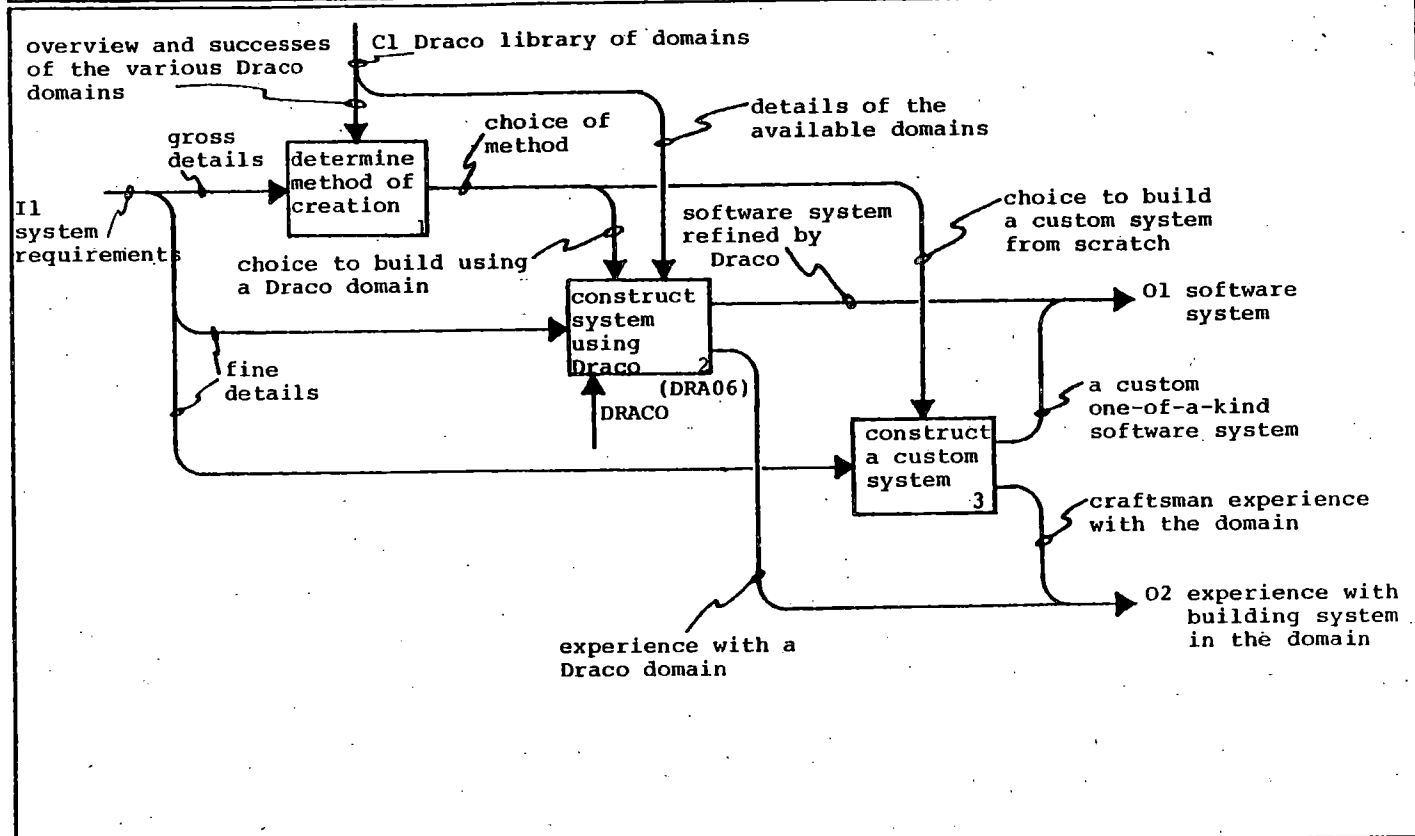 overview and successes
of the various Draco
domains
C1 Draco library of domains
details of the
available domains
gross
details
choice of
method
determine
method of
creation
1
I1
system
requirements
choice to build using
a Draco domain
software system
refined by
Draco
choice to build
a custom system
from scratch
construct
system
using
Draco 2
(DRA06)
DRACO
O1 software
system
fine
details
a custom
one-of-a-kind
software system
construct
a custom
system
3
craftsman experience
with the domain
O2 experience with
building system
in the domain
experience with a
Draco domain